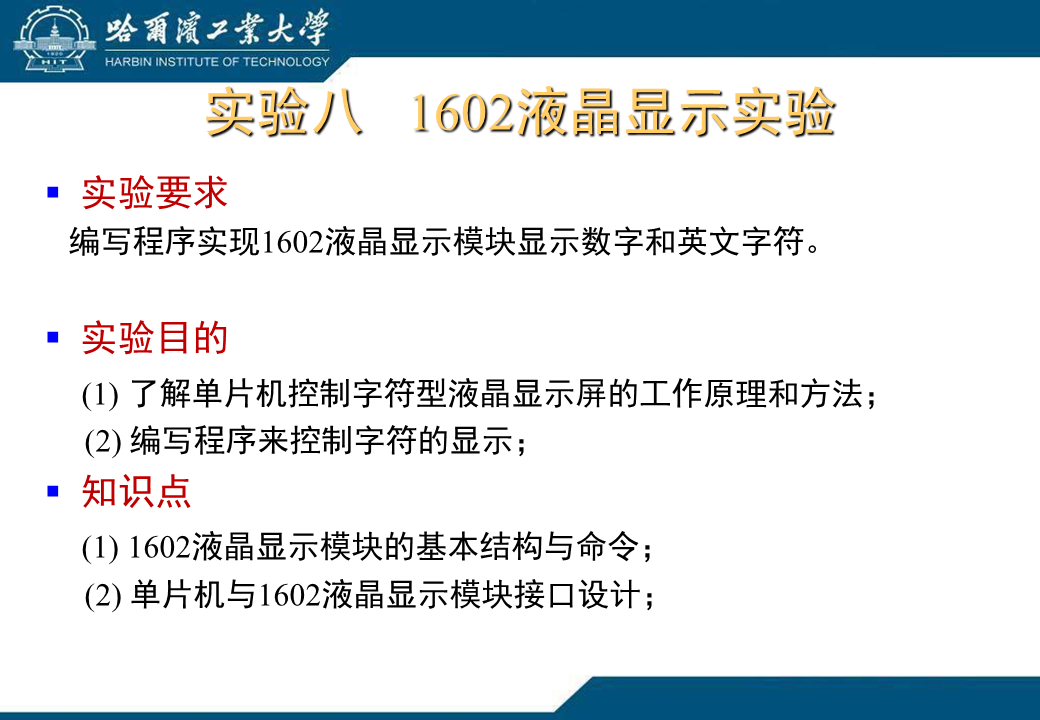 哈爾濱工業大學
HARBIN INSTITUTE OF TECHNOLOGY
1920
HIT
实验八 1602液晶显示实验
▪ 实验要求
编写程序实现1602液晶显示模块显示数字和英文字符。
▪ 实验目的
(1) 了解单片机控制字符型液晶显示屏的工作原理和方法；
(2) 编写程序来控制字符的显示；
▪ 知识点
(1) 1602液晶显示模块的基本结构与命令；
(2) 单片机与1602液晶显示模块接口设计；